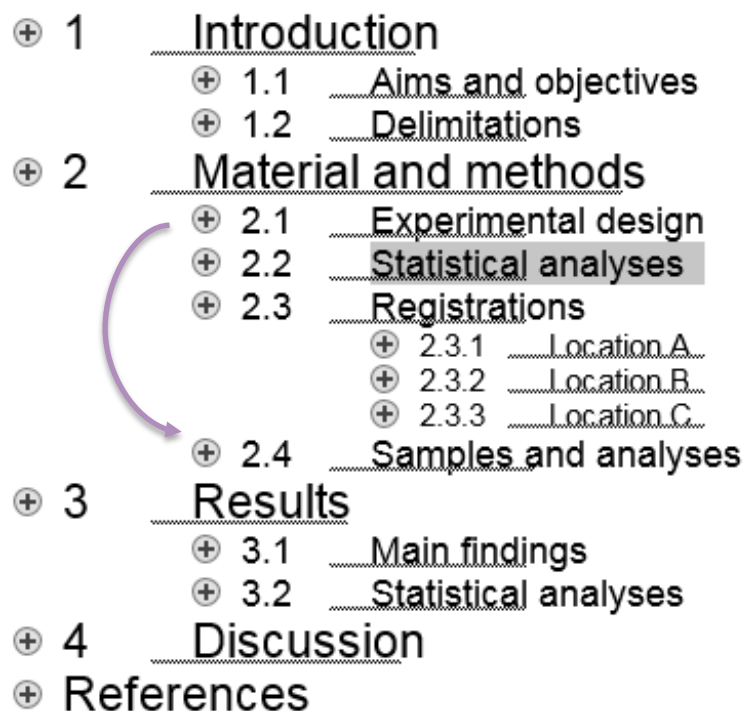 1 Introduction
1.1 Aims and objectives
1.2 Delimitations
2 Material and methods
2.1 Experimental design
2.2 Statistical analyses
2.3 Registrations
2.3.1 Location A
2.3.2 Location B
2.3.3 Location C
2.4 Samples and analyses
3 Results
3.1 Main findings
3.2 Statistical analyses
4 Discussion
References